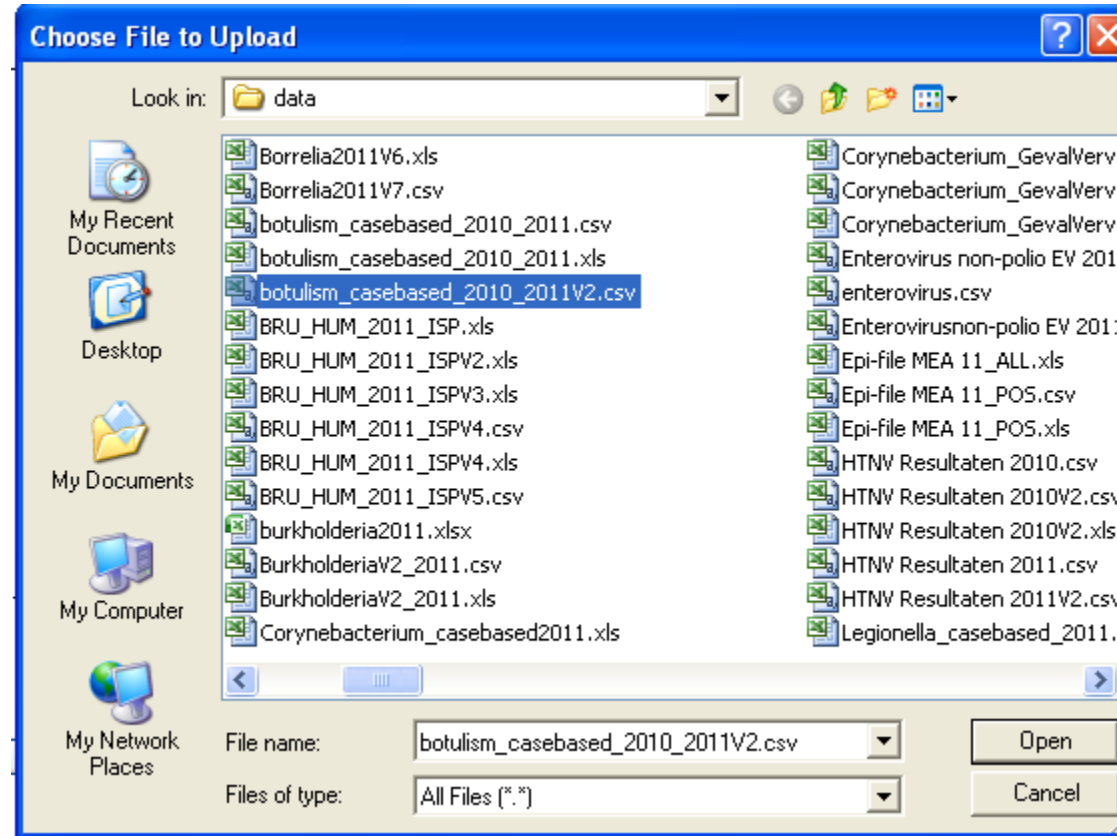 Choose File to Upload
Look in:
data
My Recent
Documents
Desktop
My Documents
My Computer
My Network
Places
Borrelia2011V6.xls
Borrelia2011V7.csv
botulism_casebased_2010_2011.csv
botulism_casebased_2010_2011.xls
botulism_casebased_2010_2011V2.csv
BRU_HUM_2011_ISP.xls
BRU_HUM_2011_ISPV2.xls
BRU_HUM_2011_ISPV3.xls
BRU_HUM_2011_ISPV4.csv
BRU_HUM_2011_ISPV4.xls
BRU_HUM_2011_ISPV5.csv
burkholderia2011.xlsx
BurkholderiaV2_2011.csv
BurkholderiaV2_2011.xls
Corynebacterium_casebased2011.xls
Corynebacterium_GevalVerv
Corynebacterium_GevalVerv
Corynebacterium_GevalVerv
Enterovirus non-polio EV 201
enterovirus.csv
Enterovirusnon-polio EV 2011
Epi-file MEA 11_ALL.xls
Epi-file MEA 11_POS.csv
Epi-file MEA 11_POS.xls
HTNV Resultaten 2010.csv
HTNV Resultaten 2010V2.csv
HTNV Resultaten 2010V2.xls
HTNV Resultaten 2011.csv
HTNV Resultaten 2011V2.csv
Legionella_casebased_2011.
File name:
botulism_casebased_2010_2011V2.csv
Open
Files of type:
All Files (*.*)
Cancel